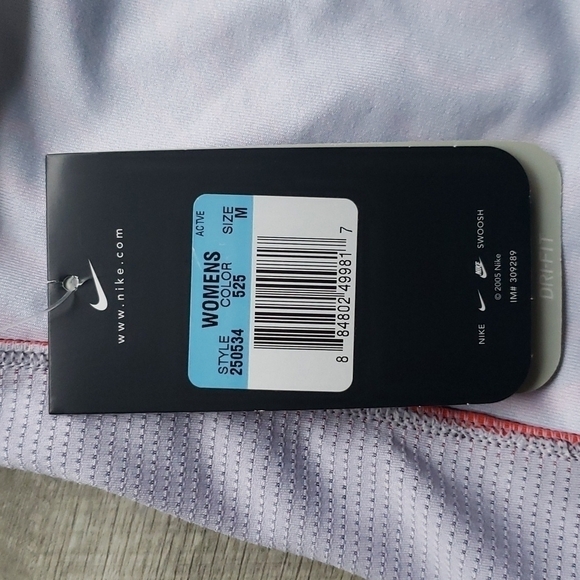 www.nike.com
ACTVE
WOMENS
STYLE COLOR SIZE
250534 525 M
8 84802 49981 7
NIKE SWOOSH
© 2005 Nike
IM# 309289
DRI-FIT